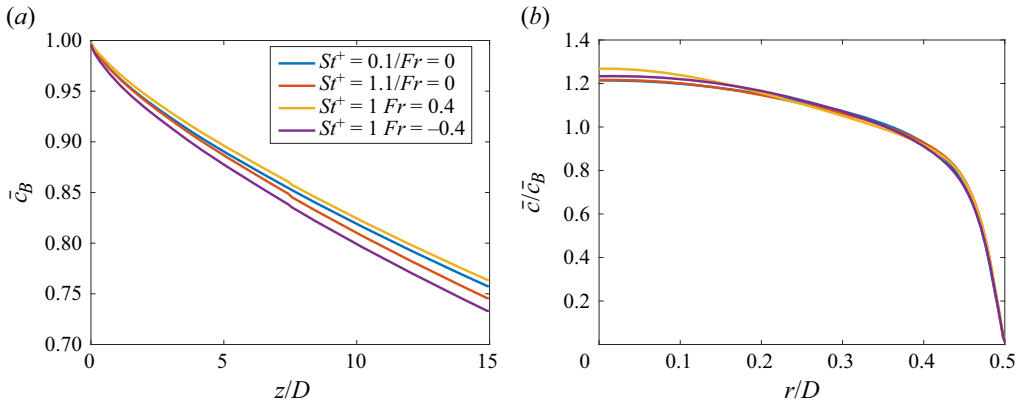 (a)
1.00
0.95
0.90
0.85
0.80
0.75
0.70
c̄_B
0 5 10 15
z/D
St⁺ = 0.1/Fr = 0
St⁺ = 1.1/Fr = 0
St⁺ = 1 Fr = 0.4
St⁺ = 1 Fr = –0.4
(b)
1.4
1.2
1.0
0.8
0.6
0.4
0.2
c̄/c̄_B
0 0.1 0.2 0.3 0.4 0.5
r/D